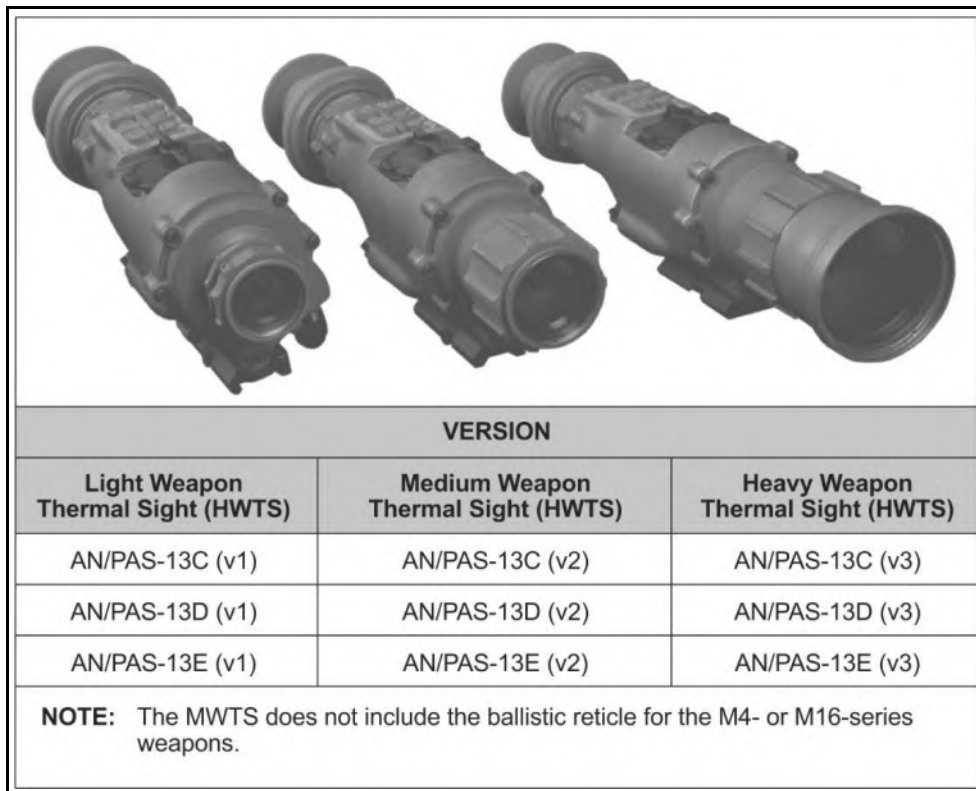 VERSION
Light Weapon
Thermal Sight (HWTS)
Medium Weapon
Thermal Sight (HWTS)
Heavy Weapon
Thermal Sight (HWTS)
AN/PAS-13C (v1)
AN/PAS-13C (v2)
AN/PAS-13C (v3)
AN/PAS-13D (v1)
AN/PAS-13D (v2)
AN/PAS-13D (v3)
AN/PAS-13E (v1)
AN/PAS-13E (v2)
AN/PAS-13E (v3)
NOTE: The MWTS does not include the ballistic reticle for the M4- or M16-series
weapons.